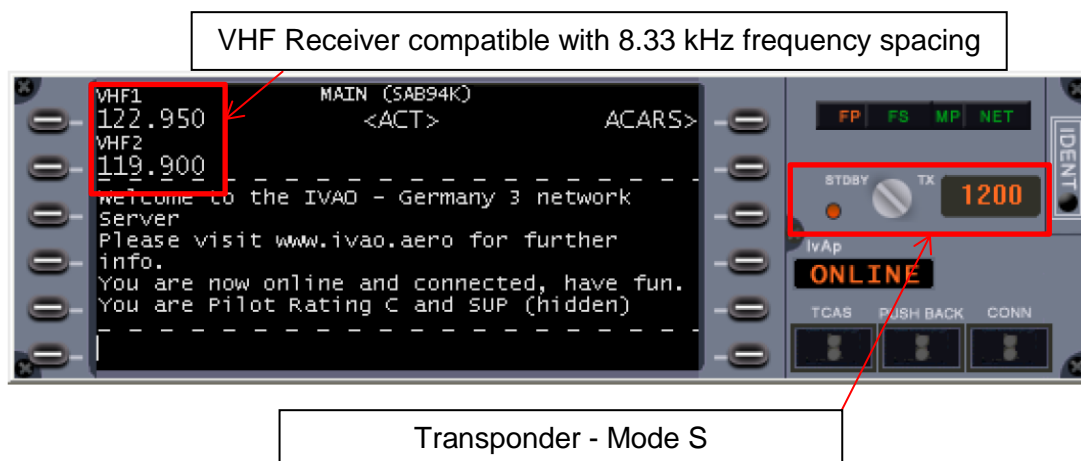 VHF Receiver compatible with 8.33 kHz frequency spacing
VHF1 MAIN (SAB94K)
122.950 <ACT> ACARS>
VHF2
119.900
Welcome to the IVAO - Germany 3 network
Server
Please visit www.ivao.aero for further
info.
You are now online and connected, have fun.
You are Pilot Rating C and SUP (hidden)
FP FS MP NET
IDENT
STDBY TX 1200
IvAp
ONLINE
TCAS PUSH BACK CONN
Transponder - Mode S